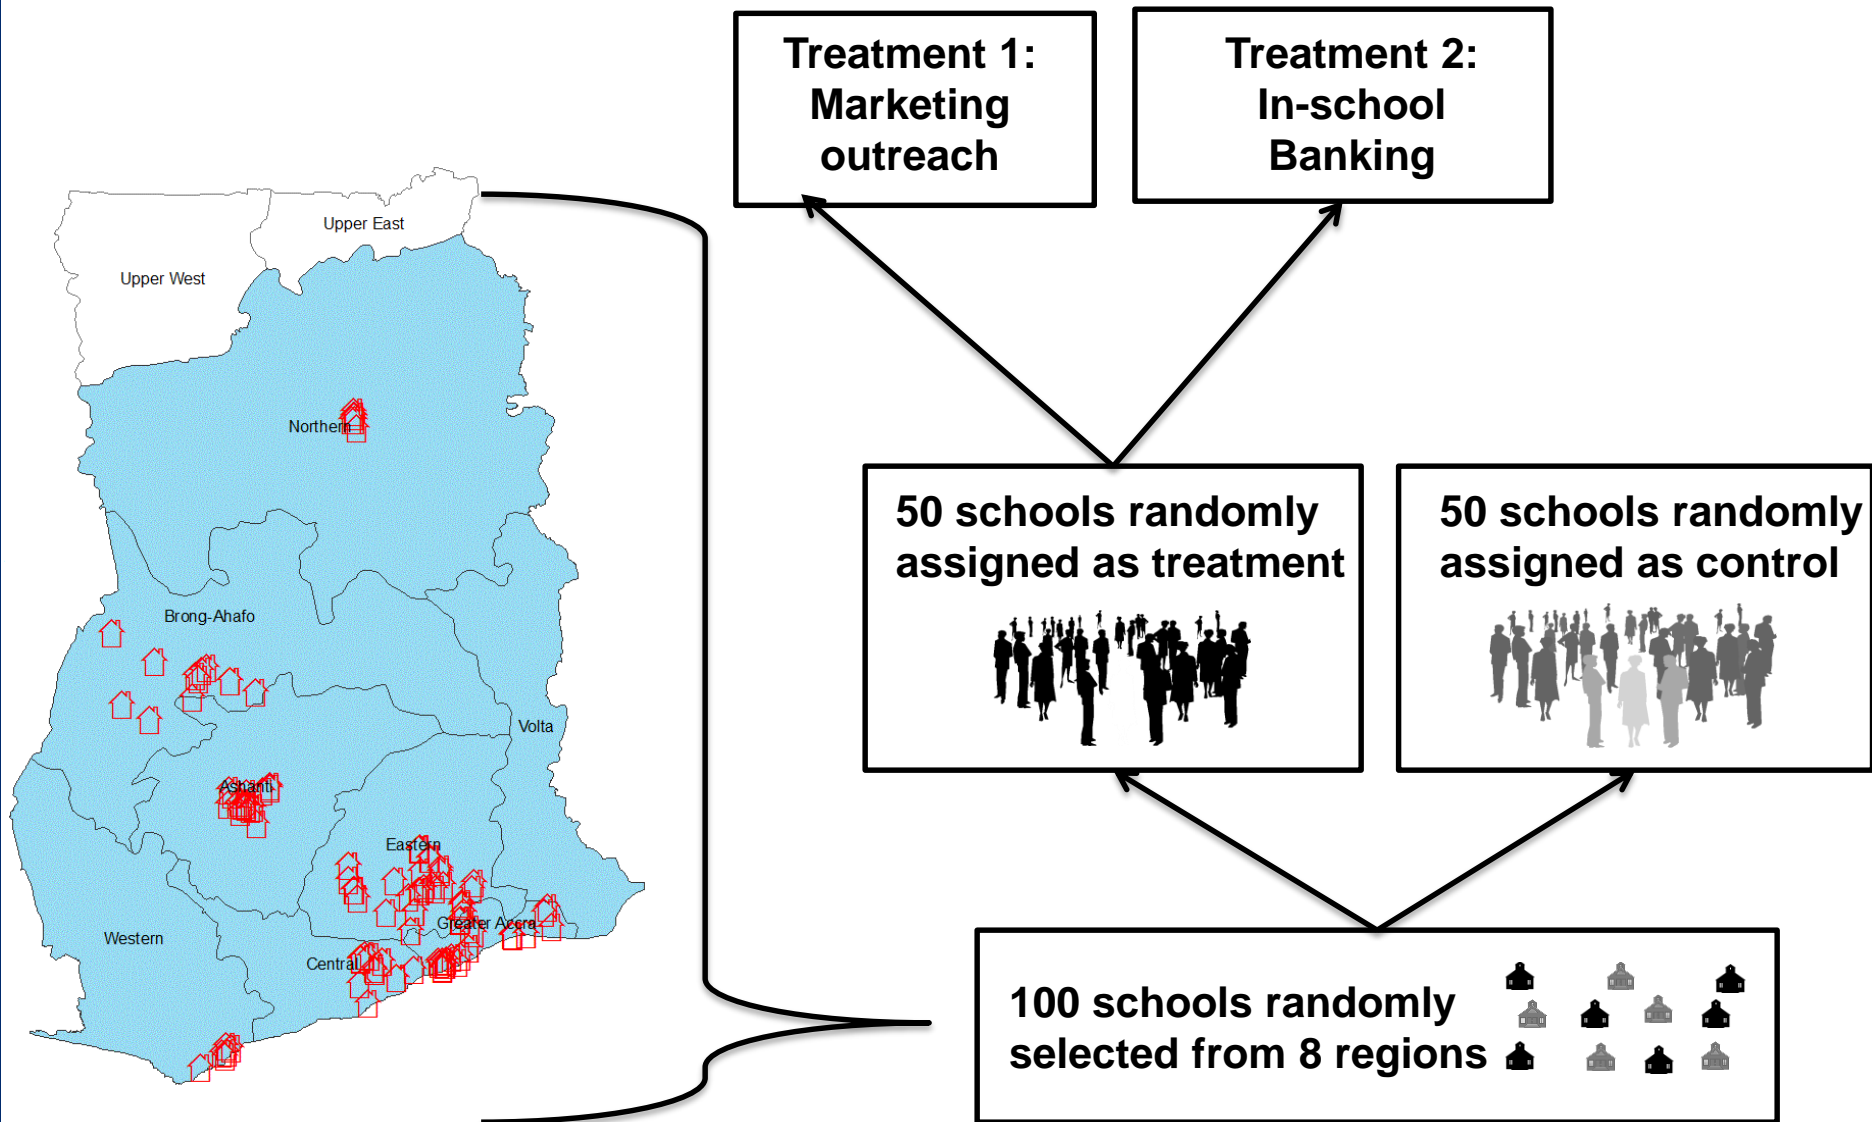 Treatment 1:
Marketing
outreach
Treatment 2:
In-school
Banking
Upper East
Upper West
Northern
Brong-Ahafo
Volta
Ashanti
Eastern
Greater Accra
Western
Central
50 schools randomly
assigned as treatment
50 schools randomly
assigned as control
100 schools randomly
selected from 8 regions